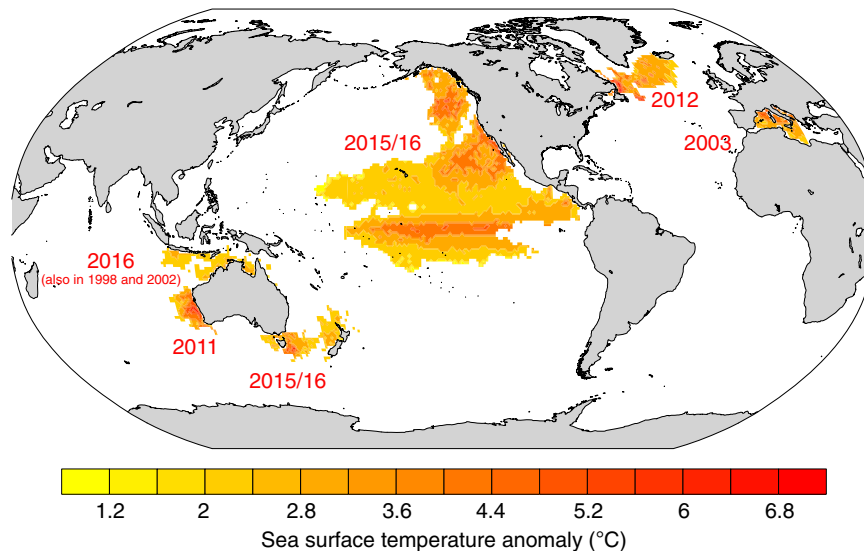 2012
2015/16
2003
2016
(also in 1998 and 2002)
2011
2015/16
1.2 2 2.8 3.6 4.4 5.2 6 6.8
Sea surface temperature anomaly (°C)